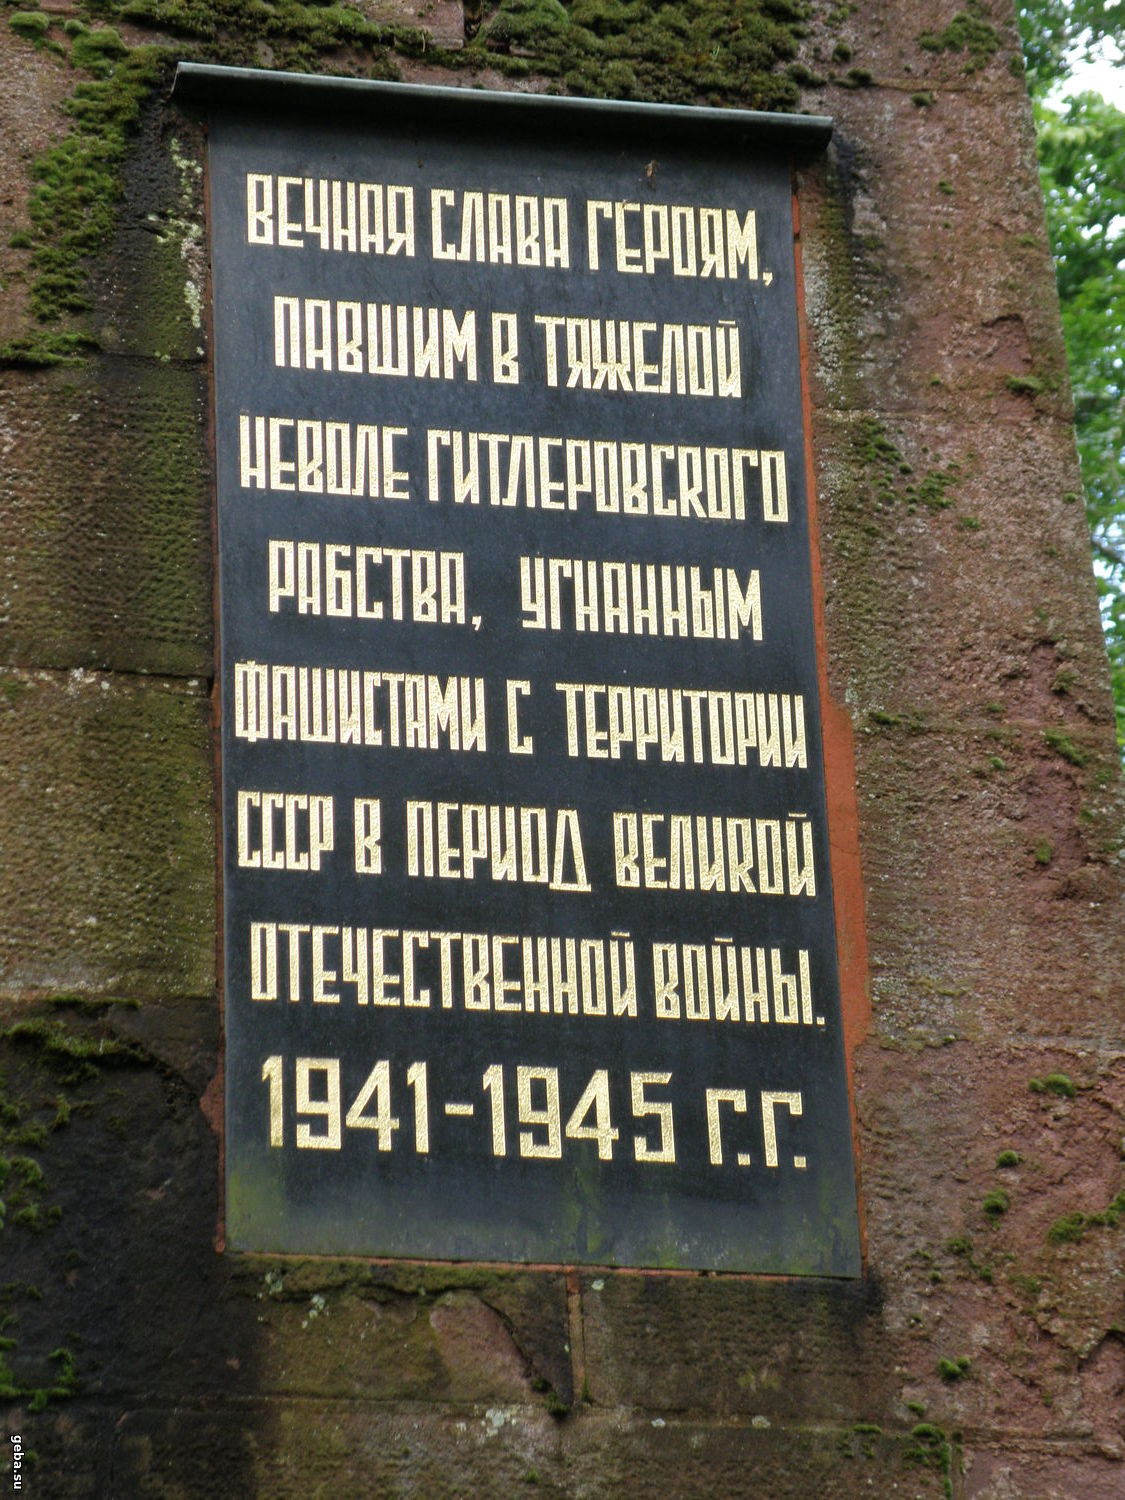 ВЕЧНАЯ СЛАВА ГЕРОЯМ,
ПАВШИМ В ТЯЖЕЛОЙ
НЕВОЛЕ ГИТЛЕРОВСКОГО
РАБСТВА, УГНАННЫМ
ФАШИСТАМИ С ТЕРРИТОРИИ
СССР В ПЕРИОД ВЕЛИКОЙ
ОТЕЧЕСТВЕННОЙ ВОЙНЫ.
1941-1945 Г.Г.
geba.su